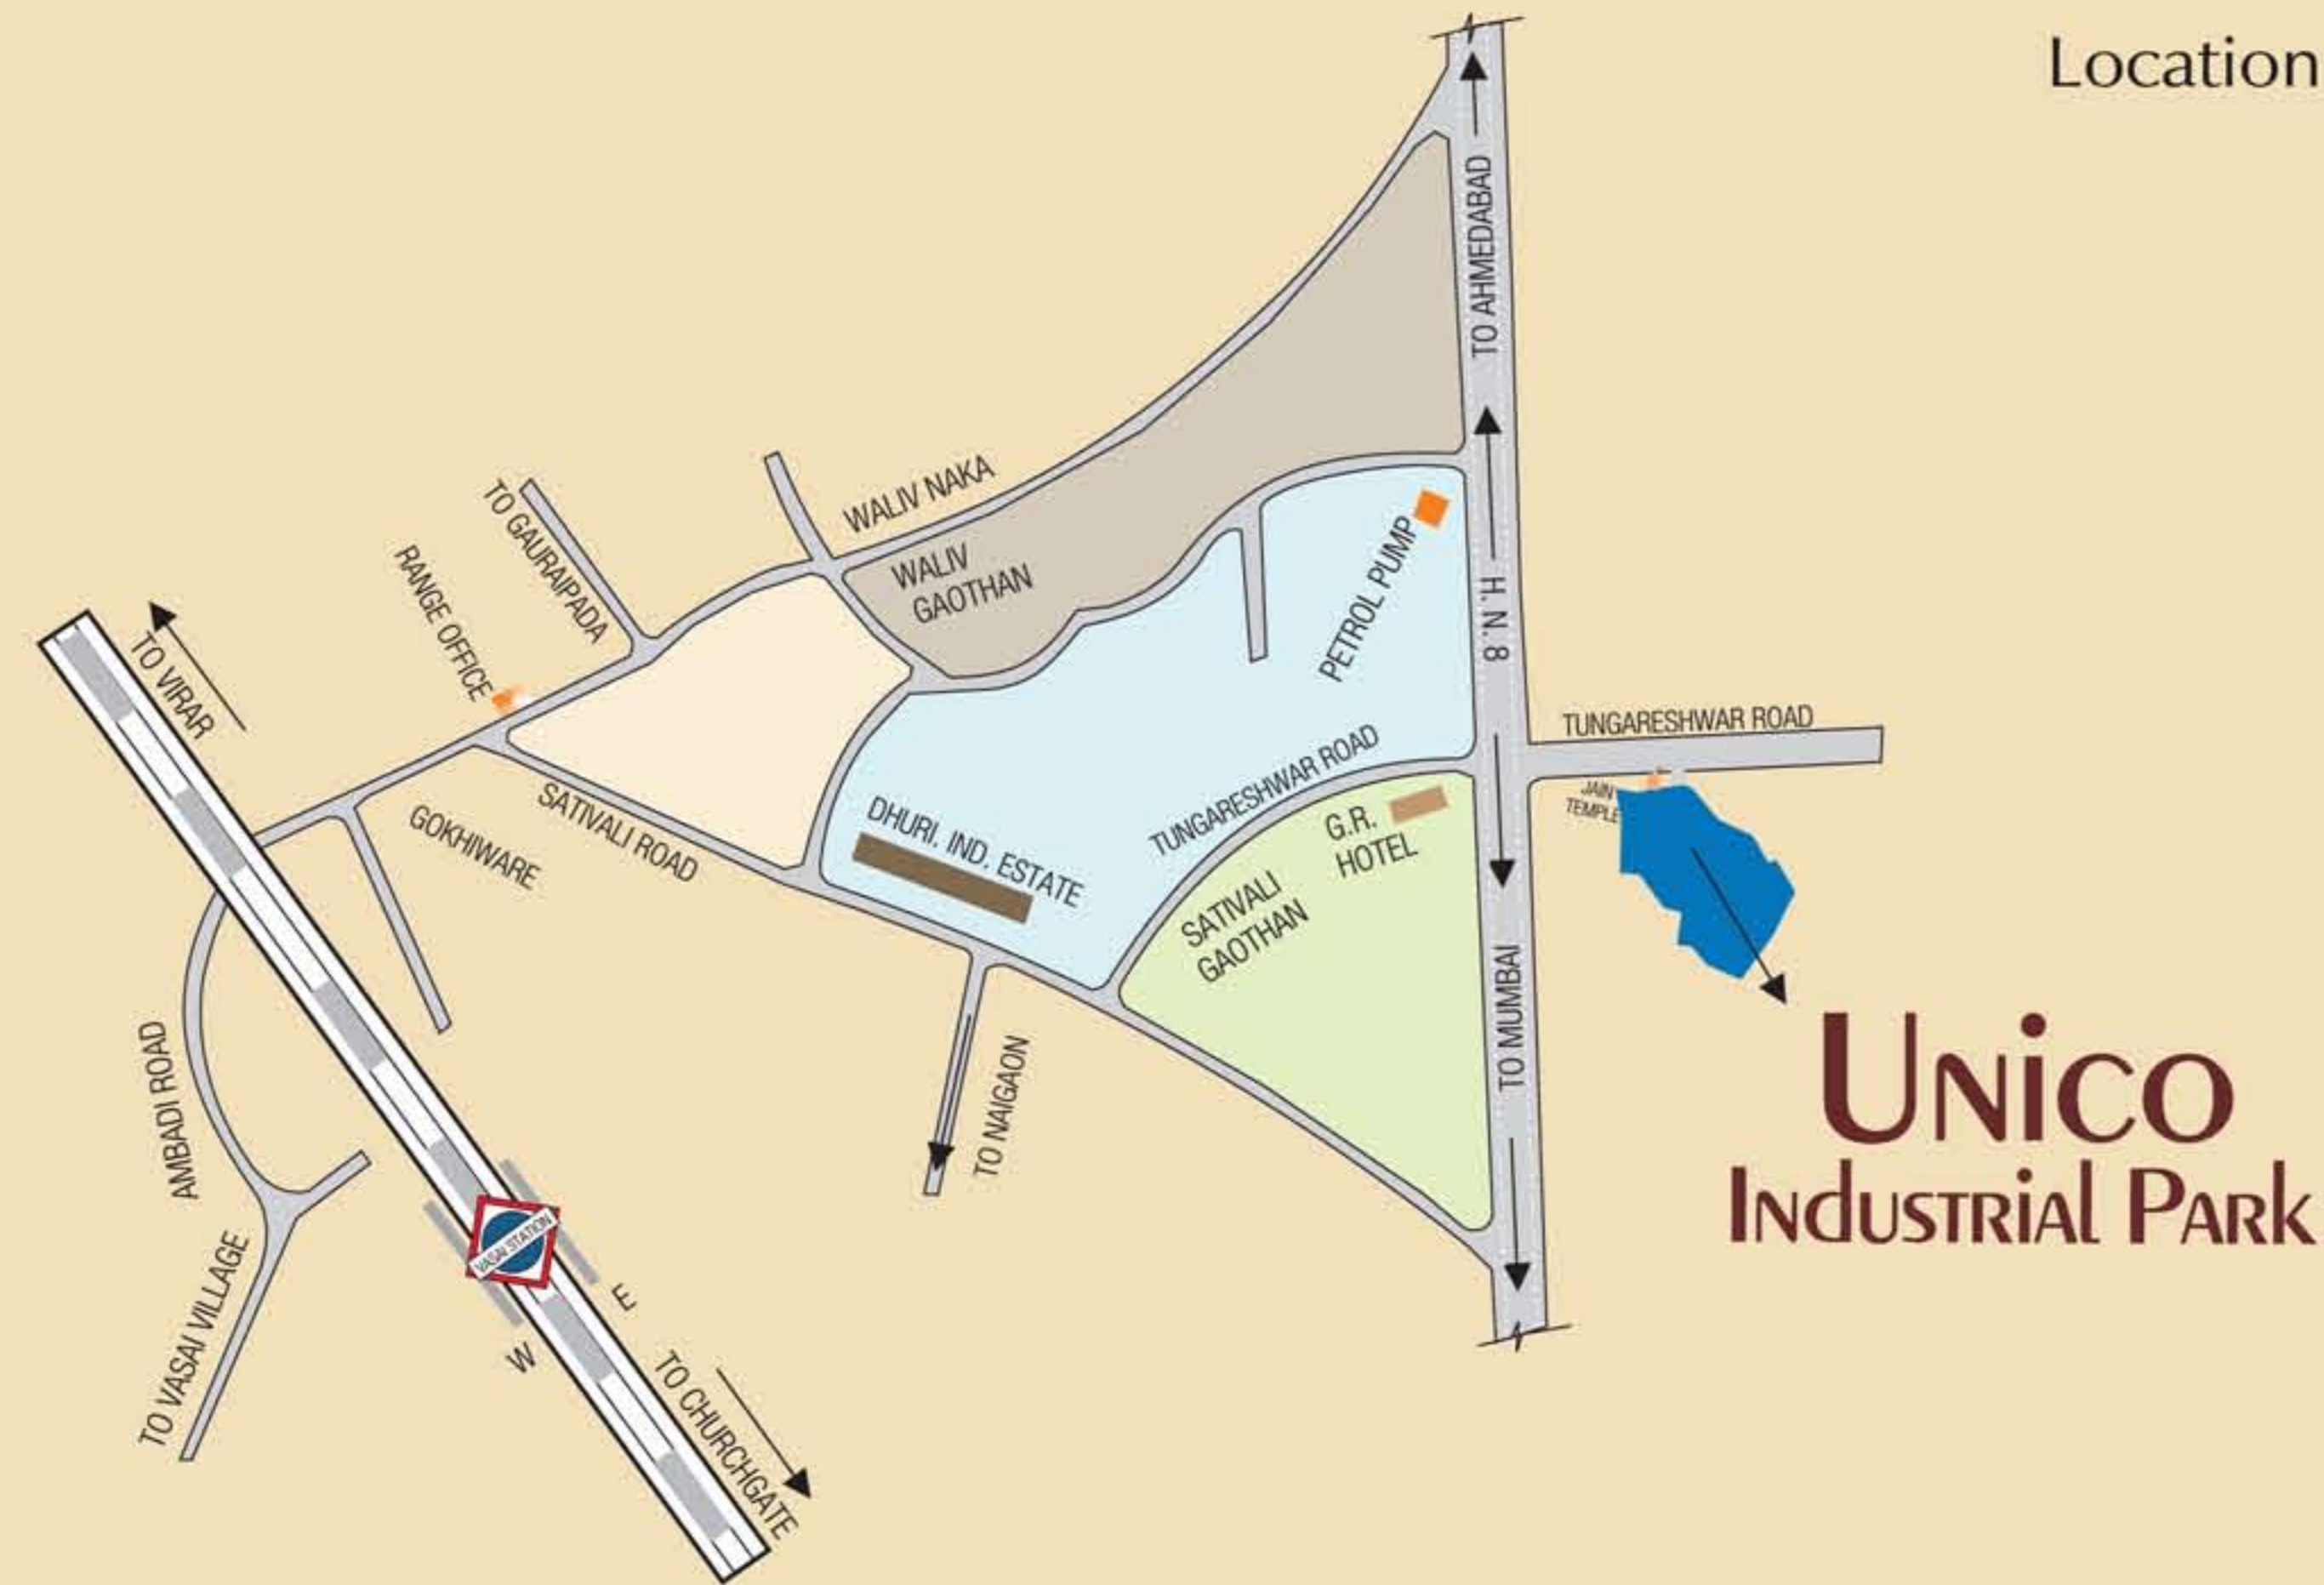 Location
TO AHMEDABAD
WALIV NAKA
TO GAURAIPADA
RANGE OFFICE
WALIV
GAOTHAN
PETROL PUMP
H. N. 8
TO VIRAR
TUNGARESHWAR ROAD
TUNGARESHWAR ROAD
JAIN
TEMPLE
GOKHIWARE
SATIVALI ROAD
DHURI. IND. ESTATE
G.R.
HOTEL
SATIVALI
GAOTHAN
TO MUMBAI
AMBADI ROAD
TO NAIGAON
UNiCO
INdUSTRiAl PARk
TO VASAI VILLAGE
VASAI STATION
E
W
TO CHURCHGATE